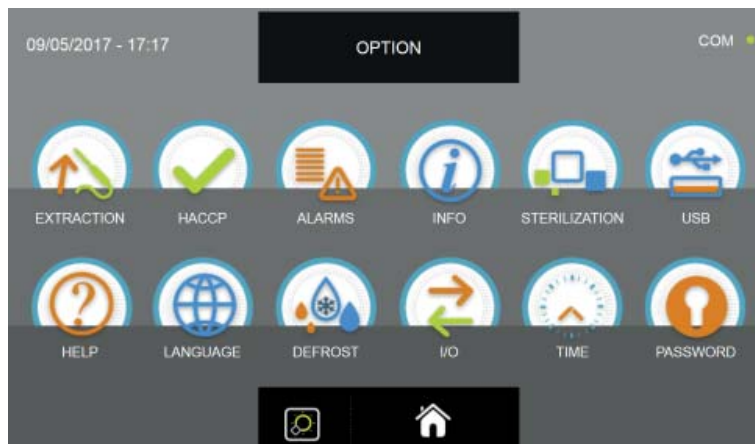 09/05/2017 - 17:17
OPTION
COM
EXTRACTION
HACCP
ALARMS
INFO
STERILIZATION
USB
HELP
LANGUAGE
DEFROST
I/O
TIME
PASSWORD